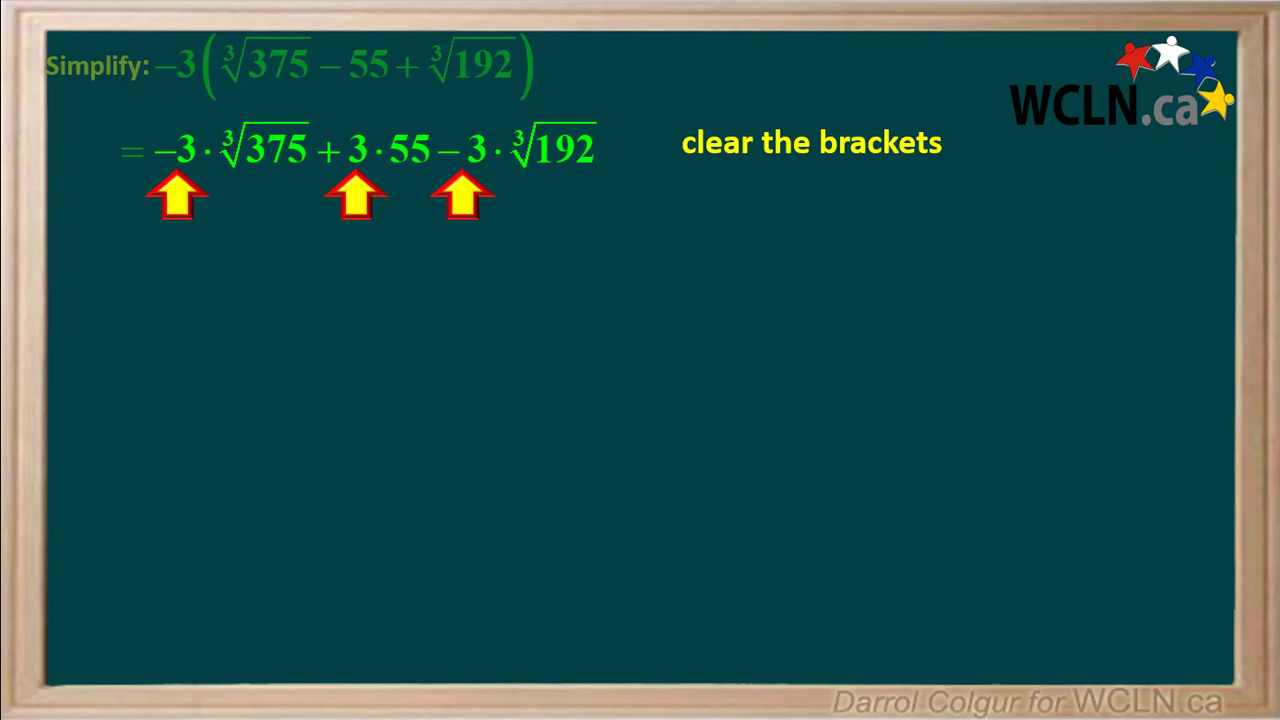 Simplify: −3(∛375 − 55 + ∛192)
= −3 · ∛375 + 3 · 55 − 3 · ∛192
clear the brackets
WCLN.ca
Darrol Colgur for WCLN.ca